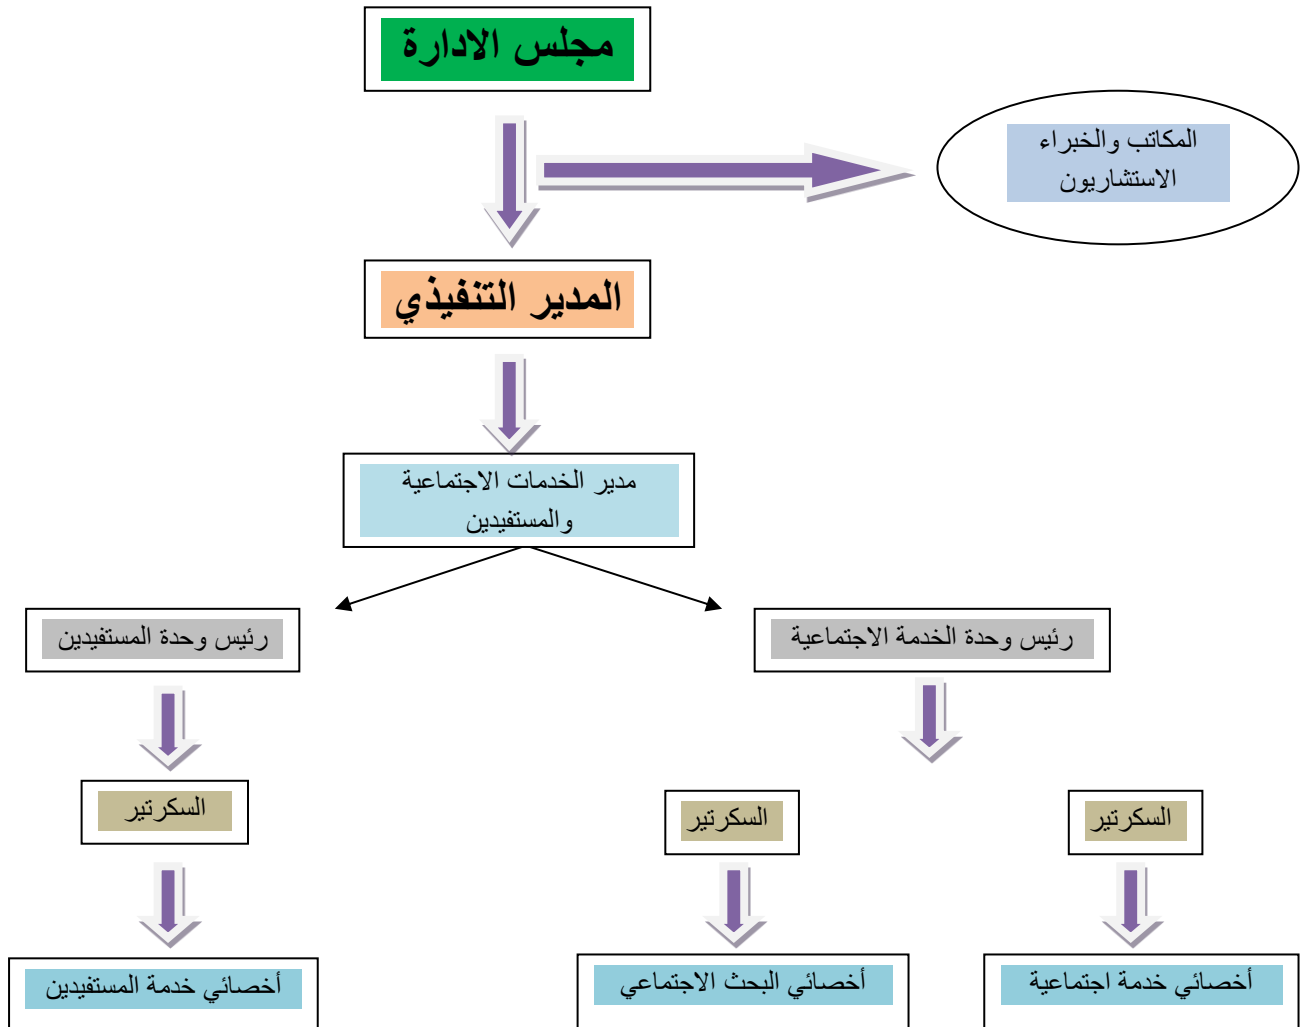 مجلس الادارة
المكاتب والخبراء
الاستشاريون
المدير التنفيذي
مدير الخدمات الاجتماعية
والمستفيدين
رئيس وحدة الخدمة الاجتماعية
رئيس وحدة المستفيدين
السكرتير
السكرتير
السكرتير
أخصائي خدمة اجتماعية
أخصائي البحث الاجتماعي
أخصائي خدمة المستفيدين